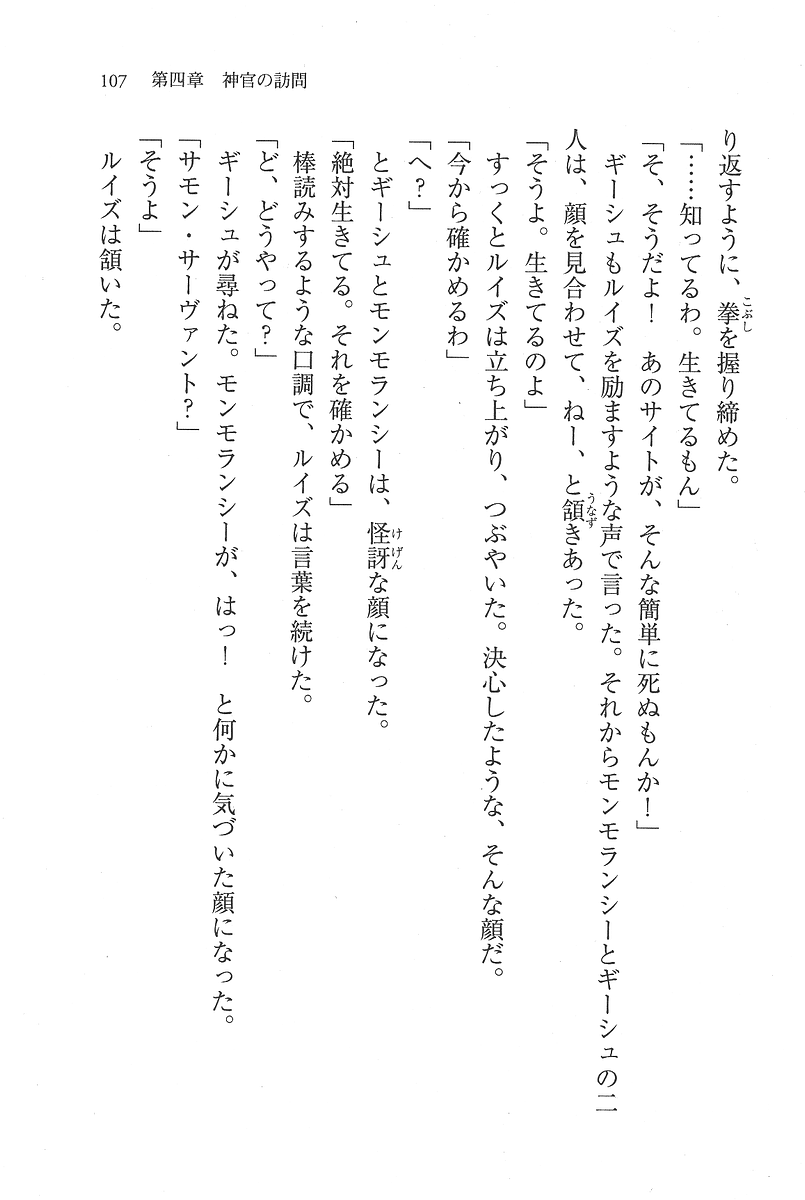 107　第四章　神官の訪問
り返すように、拳を握り締めた。
「……知ってるわ。生きてるもん」
「そ、そうだよ！　あのサイトが、そんな簡単に死ぬもんか！」
　ギーシュもルイズを励ますような声で言った。それからモンモランシーとギーシュの二
人は、顔を見合わせて、ねー、と頷きあった。
「そうよ。生きてるのよ」
　すっくとルイズは立ち上がり、つぶやいた。決心したような、そんな顔だ。
「今から確かめるわ」
「へ？」
　とギーシュとモンモランシーは、怪訝な顔になった。
「絶対生きてる。それを確かめる」
　棒読みするような口調で、ルイズは言葉を続けた。
「ど、どうやって？」
　ギーシュが尋ねた。モンモランシーが、はっ！　と何かに気づいた顔になった。
「サモン・サーヴァント？」
「そうよ」
　ルイズは頷いた。